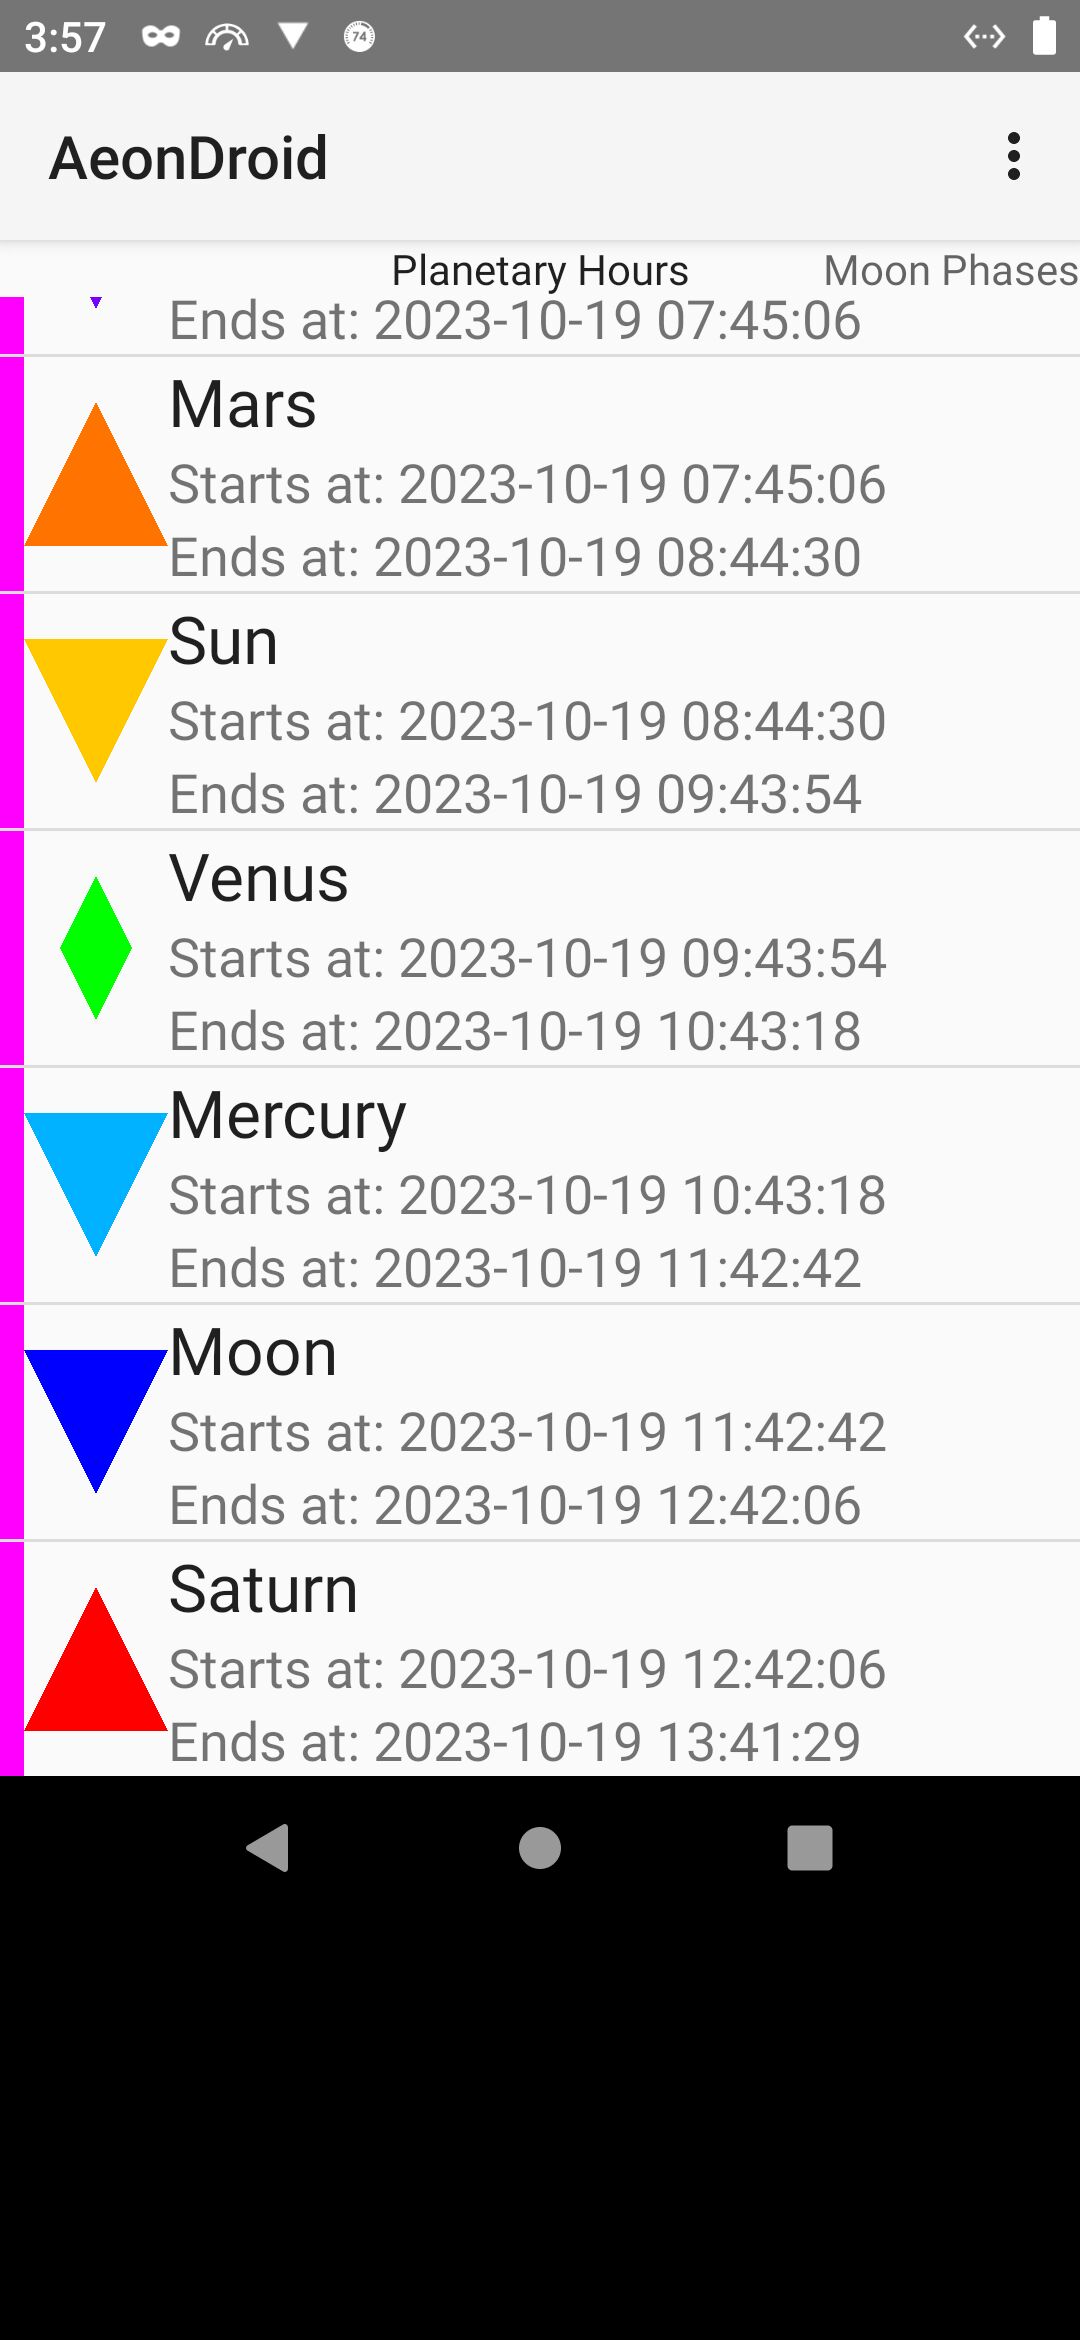 3:57
74
AeonDroid
Planetary Hours
Moon Phases
Ends at: 2023-10-19 07:45:06
Mars
Starts at: 2023-10-19 07:45:06
Ends at: 2023-10-19 08:44:30
Sun
Starts at: 2023-10-19 08:44:30
Ends at: 2023-10-19 09:43:54
Venus
Starts at: 2023-10-19 09:43:54
Ends at: 2023-10-19 10:43:18
Mercury
Starts at: 2023-10-19 10:43:18
Ends at: 2023-10-19 11:42:42
Moon
Starts at: 2023-10-19 11:42:42
Ends at: 2023-10-19 12:42:06
Saturn
Starts at: 2023-10-19 12:42:06
Ends at: 2023-10-19 13:41:29